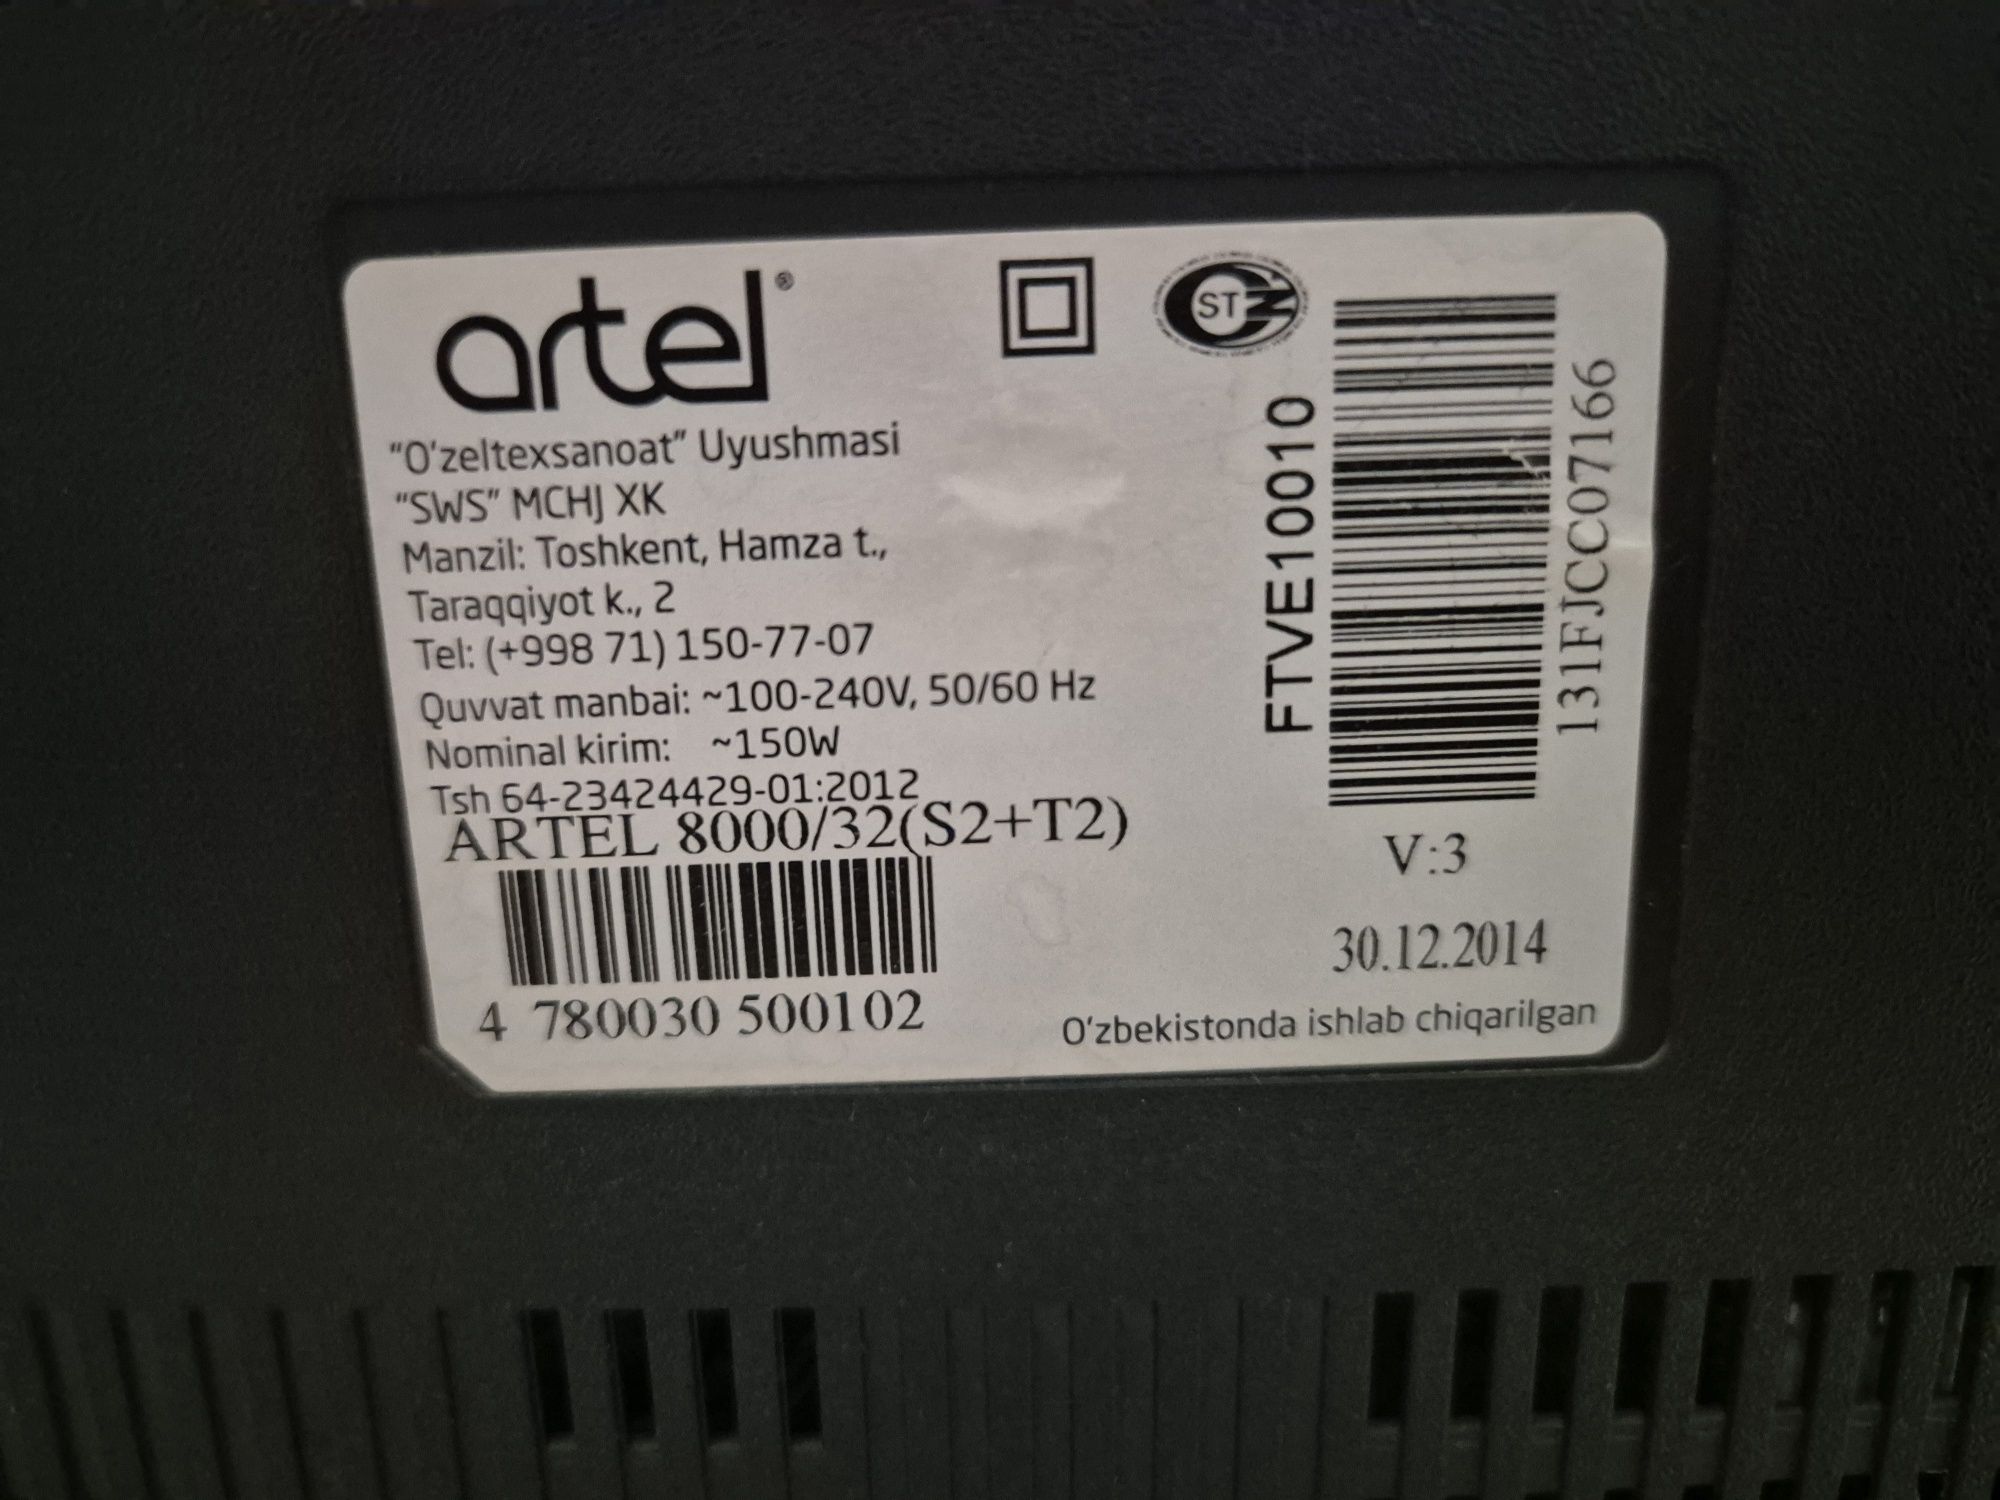 artel®
ST
"O'zeltexsanoat" Uyushmasi
"SWS" MCHJ XK
Manzil: Toshkent, Hamza t.,
Taraqqiyot k., 2
Tel: (+998 71) 150-77-07
Quvvat manbai: ~100-240V, 50/60 Hz
Nominal kirim: ~150W
Tsh 64-23424429-01:2012
ARTEL 8000/32(S2+T2)
4 780030 500102
FTVE10010
131FJCC07166
V:3
30.12.2014
O'zbekistonda ishlab chiqarilgan